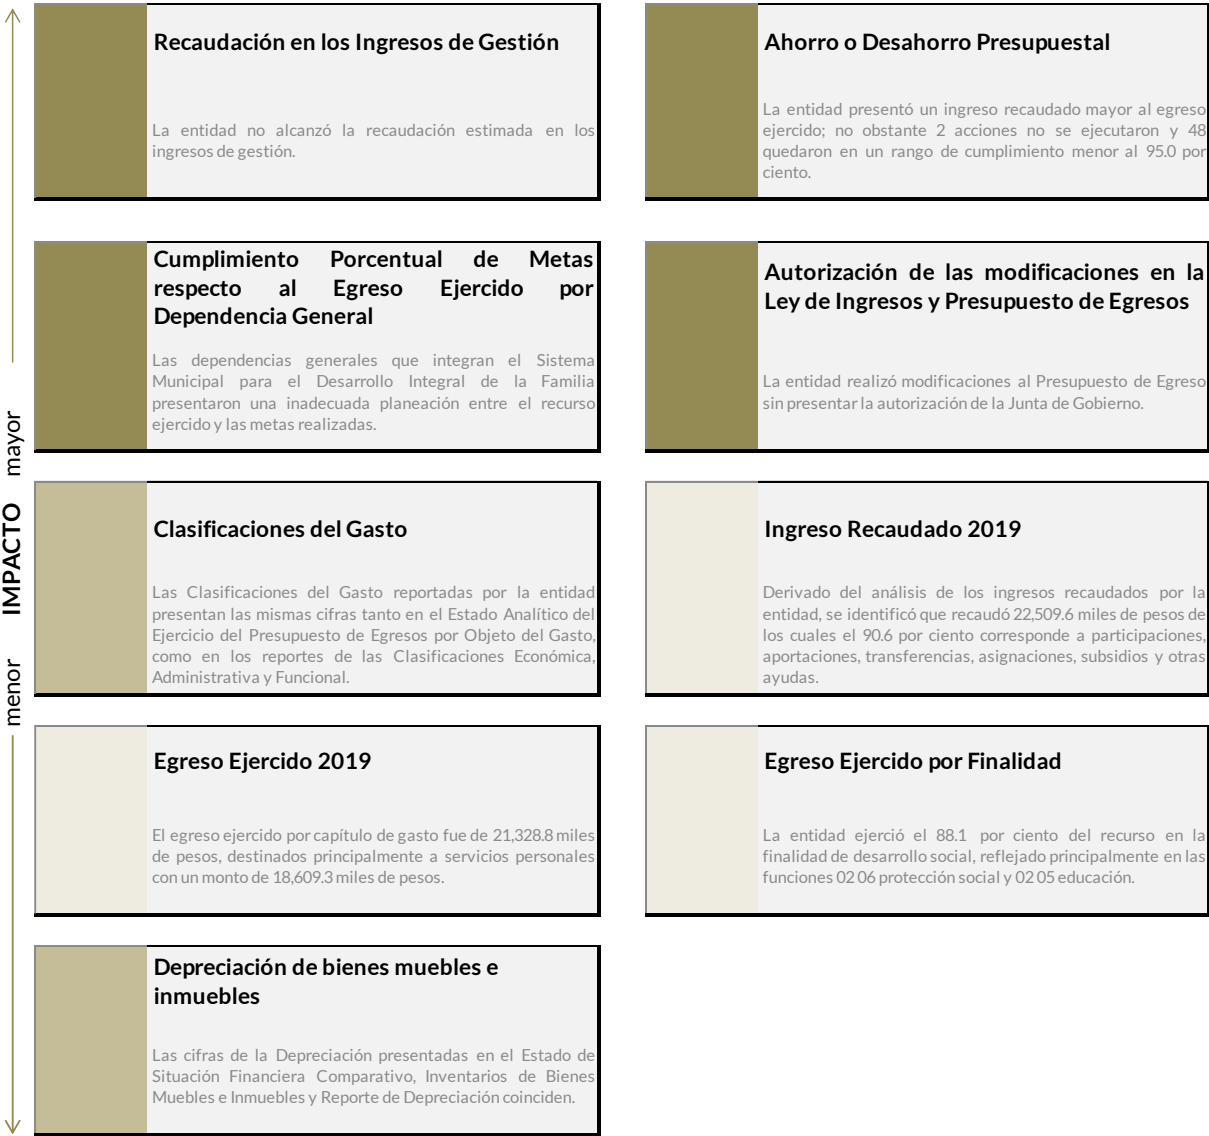 Recaudación en los Ingresos de Gestión
La entidad no alcanzó la recaudación estimada en los
ingresos de gestión.
Ahorro o Desahorro Presupuestal
La entidad presentó un ingreso recaudado mayor al egreso
ejercido; no obstante 2 acciones no se ejecutaron y 48
quedaron en un rango de cumplimiento menor al 95.0 por
ciento.
Cumplimiento Porcentual de Metas
respecto al Egreso Ejercido por
Dependencia General
Las dependencias generales que integran el Sistema
Municipal para el Desarrollo Integral de la Familia
presentaron una inadecuada planeación entre el recurso
ejercido y las metas realizadas.
Autorización de las modificaciones en la
Ley de Ingresos y Presupuesto de Egresos
La entidad realizó modificaciones al Presupuesto de Egreso
sin presentar la autorización de la Junta de Gobierno.
menor IMPACTO mayor
Clasificaciones del Gasto
Las Clasificaciones del Gasto reportadas por la entidad
presentan las mismas cifras tanto en el Estado Analítico del
Ejercicio del Presupuesto de Egresos por Objeto del Gasto,
como en los reportes de las Clasificaciones Económica,
Administrativa y Funcional.
Ingreso Recaudado 2019
Derivado del análisis de los ingresos recaudados por la
entidad, se identificó que recaudó 22,509.6 miles de pesos de
los cuales el 90.6 por ciento corresponde a participaciones,
aportaciones, transferencias, asignaciones, subsidios y otras
ayudas.
Egreso Ejercido 2019
El egreso ejercido por capítulo de gasto fue de 21,328.8 miles
de pesos, destinados principalmente a servicios personales
con un monto de 18,609.3 miles de pesos.
Egreso Ejercido por Finalidad
La entidad ejerció el 88.1 por ciento del recurso en la
finalidad de desarrollo social, reflejado principalmente en las
funciones 02 06 protección social y 02 05 educación.
Depreciación de bienes muebles e
inmuebles
Las cifras de la Depreciación presentadas en el Estado de
Situación Financiera Comparativo, Inventarios de Bienes
Muebles e Inmuebles y Reporte de Depreciación coinciden.